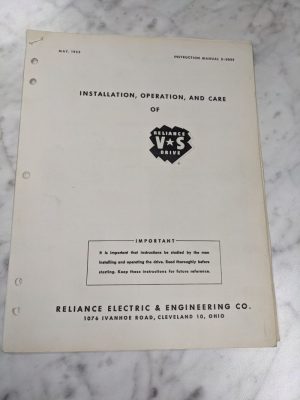 MAY, 1952
INSTRUCTION MANUAL
INSTALLATION, OPERATION, AND CARE
OF
RELIANCE
V★S
DRIVE
IMPORTANT
It is important that instructions be studied by the man
installing and operating the drive. Read thoroughly before
starting. Keep these instructions for future reference.
RELIANCE ELECTRIC & ENGINEERING CO.
1076 IVANHOE ROAD, CLEVELAND 10, OHIO